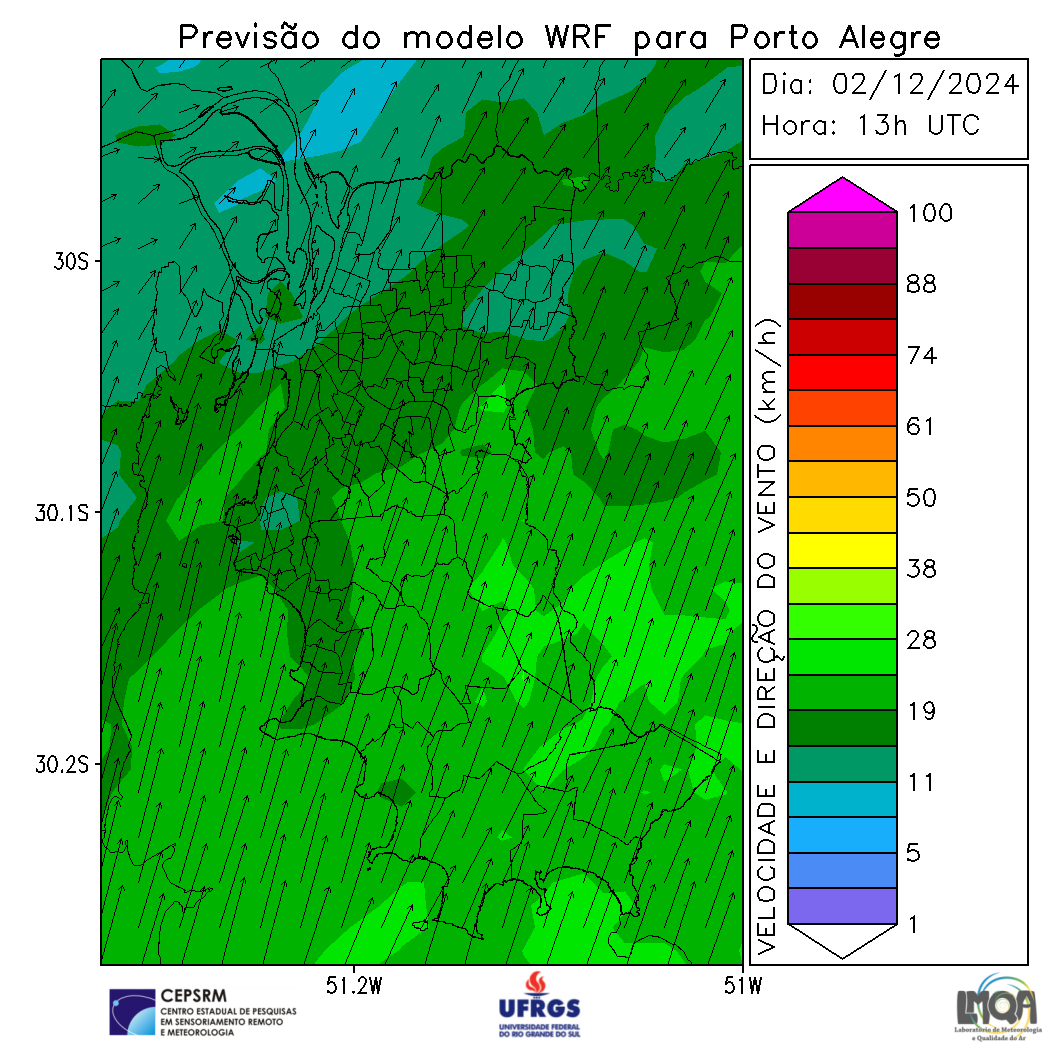 Previsão do modelo WRF para Porto Alegre
Dia: 02/12/2024
Hora: 13h UTC
30S
30.1S
30.2S
51.2W
51W
VELOCIDADE E DIREÇÃO DO VENTO (km/h)
100
88
74
61
50
38
28
19
11
5
1
CEPSRM
CENTRO ESTADUAL DE PESQUISAS
EM SENSORIAMENTO REMOTO
E METEOROLOGIA
UFRGS
UNIVERSIDADE FEDERAL
DO RIO GRANDE DO SUL
LMQA
Laboratório de Meteorologia
e Qualidade do Ar